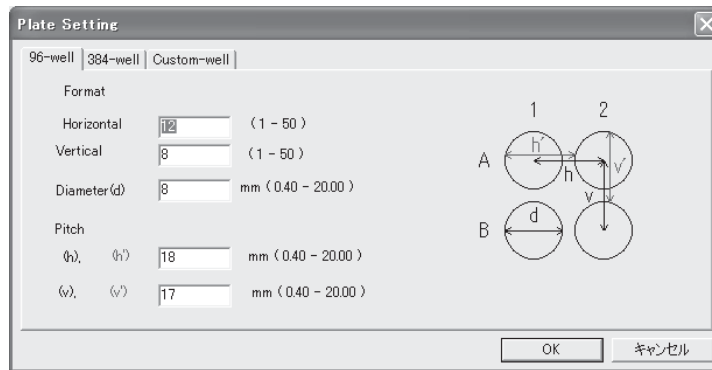 Plate Setting
96-well 384-well Custom-well
Format
Horizontal 12 (1 - 50)
Vertical 8 (1 - 50)
Diameter(d) 8 mm (0.40 - 20.00)
Pitch
(h), (h´) 18 mm (0.40 - 20.00)
(v), (v´) 17 mm (0.40 - 20.00)
1 2
A h´ h v´
v
B d
OK キャンセル